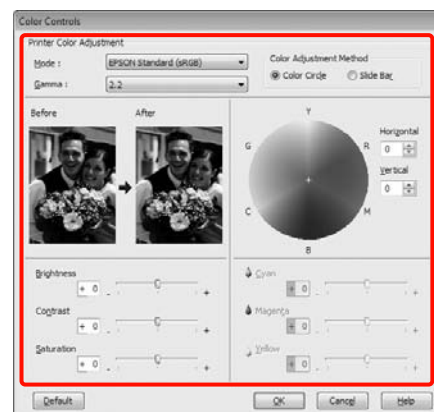 Color Controls
Printer Color Adjustment
Mode : EPSON Standard (sRGB)
Gamma : 2.2
Color Adjustment Method
Color Circle Slide Bar
Before After
Y
G R
C M
B
Horizontal
0
Vertical
0
Brightness
+ 0 - +
Contrast
+ 0 - +
Saturation
+ 0 - +
Cyan
+ 0 - +
Magenta
+ 0 - +
Yellow
+ 0 - +
Default OK Cancel Help